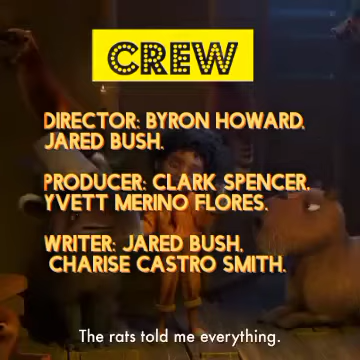 CREW
DIRECTOR: BYRON HOWARD,
JARED BUSH.
PRODUCER: CLARK SPENCER,
YVETT MERINO FLORES.
WRITER: JARED BUSH,
CHARISE CASTRO SMITH.
The rats told me everything.